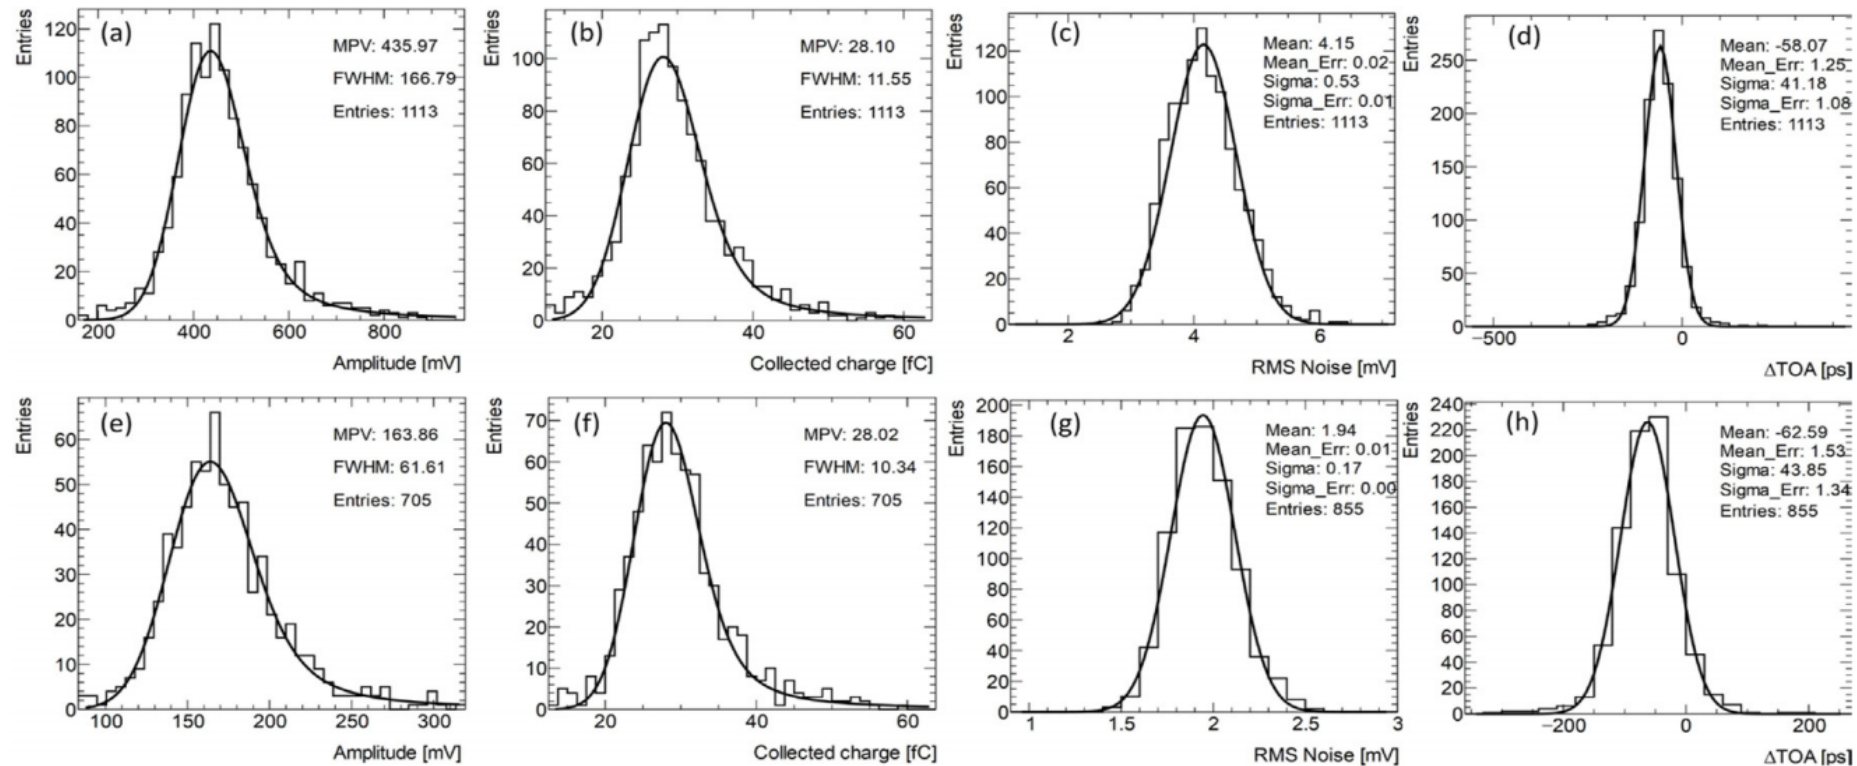 Entries
(a)
MPV: 435.97
FWHM: 166.79
Entries: 1113
120
100
80
60
40
20
0
200 400 600 800
Amplitude [mV]
Entries
(b)
MPV: 28.10
FWHM: 11.55
Entries: 1113
100
80
60
40
20
0
20 40 60
Collected charge [fC]
Entries
(c)
Mean: 4.15
Mean_Err: 0.02
Sigma: 0.53
Sigma_Err: 0.01
Entries: 1113
120
100
80
60
40
20
0
2 4 6
RMS Noise [mV]
Entries
(d)
Mean: -58.07
Mean_Err: 1.25
Sigma: 41.18
Sigma_Err: 1.08
Entries: 1113
250
200
150
100
50
0
−500 0
ΔTOA [ps]
Entries
(e)
MPV: 163.86
FWHM: 61.61
Entries: 705
60
50
40
30
20
10
0
100 150 200 250 300
Amplitude [mV]
Entries
(f)
MPV: 28.02
FWHM: 10.34
Entries: 705
70
60
50
40
30
20
10
0
20 40 60
Collected charge [fC]
Entries
(g)
Mean: 1.94
Mean_Err: 0.01
Sigma: 0.17
Sigma_Err: 0.00
Entries: 855
200
180
160
140
120
100
80
60
40
20
0
1 1.5 2 2.5 3
RMS Noise [mV]
Entries
(h)
Mean: -62.59
Mean_Err: 1.53
Sigma: 43.85
Sigma_Err: 1.34
Entries: 855
240
220
200
180
160
140
120
100
80
60
40
20
0
−200 0 200
ΔTOA [ps]